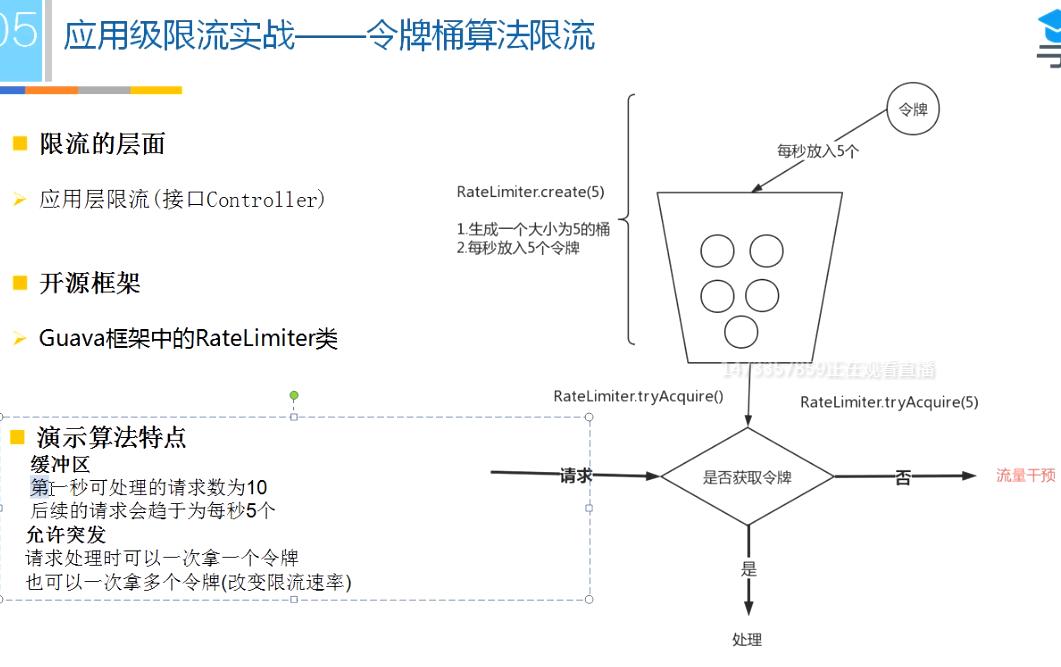 05
应用级限流实战——令牌桶算法限流
限流的层面
应用层限流(接口Controller)
开源框架
Guava框架中的RateLimiter类
演示算法特点
缓冲区
第一秒可处理的请求数为10
后续的请求会趋于为每秒5个
允许突发
请求处理时可以一次拿一个令牌
也可以一次拿多个令牌(改变限流速率)
令牌
每秒放入5个
RateLimiter.create(5)
1.生成一个大小为5的桶
2.每秒放入5个令牌
1473357859正在观看直播
RateLimiter.tryAcquire()
RateLimiter.tryAcquire(5)
请求
是否获取令牌
否
流量干预
是
处理